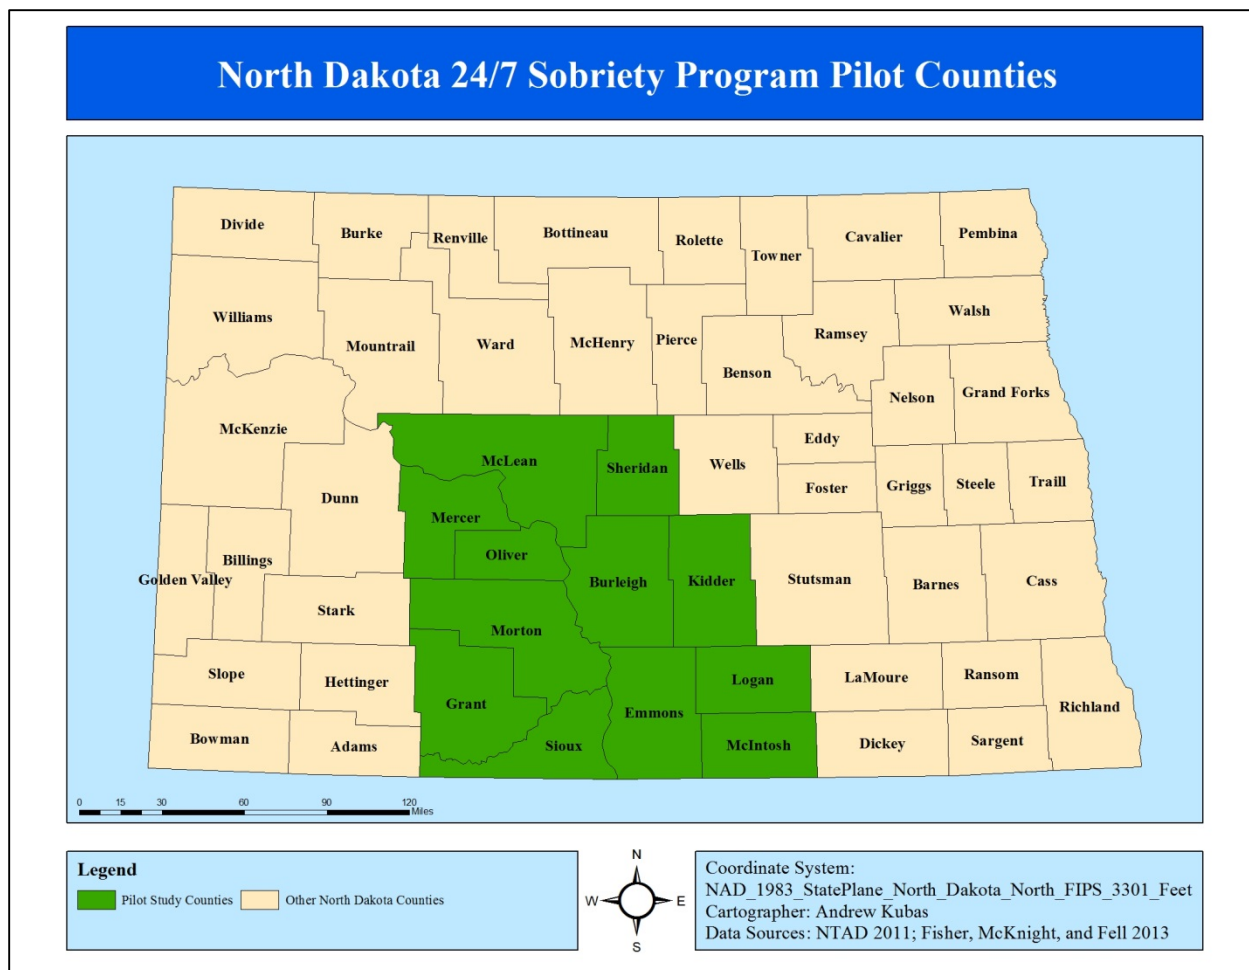 North Dakota 24/7 Sobriety Program Pilot Counties
Divide
Burke
Renville
Bottineau
Rolette
Towner
Cavalier
Pembina
Williams
Mountrail
Ward
McHenry
Pierce
Benson
Ramsey
Walsh
Nelson
Grand Forks
McKenzie
Dunn
McLean
Sheridan
Wells
Eddy
Foster
Griggs
Steele
Traill
Mercer
Oliver
Golden Valley
Billings
Stark
Burleigh
Kidder
Stutsman
Barnes
Cass
Morton
Slope
Hettinger
Grant
Emmons
Logan
LaMoure
Ransom
Richland
Bowman
Adams
Sioux
McIntosh
Dickey
Sargent
0 15 30 60 90 120
Miles
Legend
Pilot Study Counties
Other North Dakota Counties
N
W
E
S
Coordinate System:
NAD_1983_StatePlane_North_Dakota_North_FIPS_3301_Feet
Cartographer: Andrew Kubas
Data Sources: NTAD 2011; Fisher, McKnight, and Fell 2013